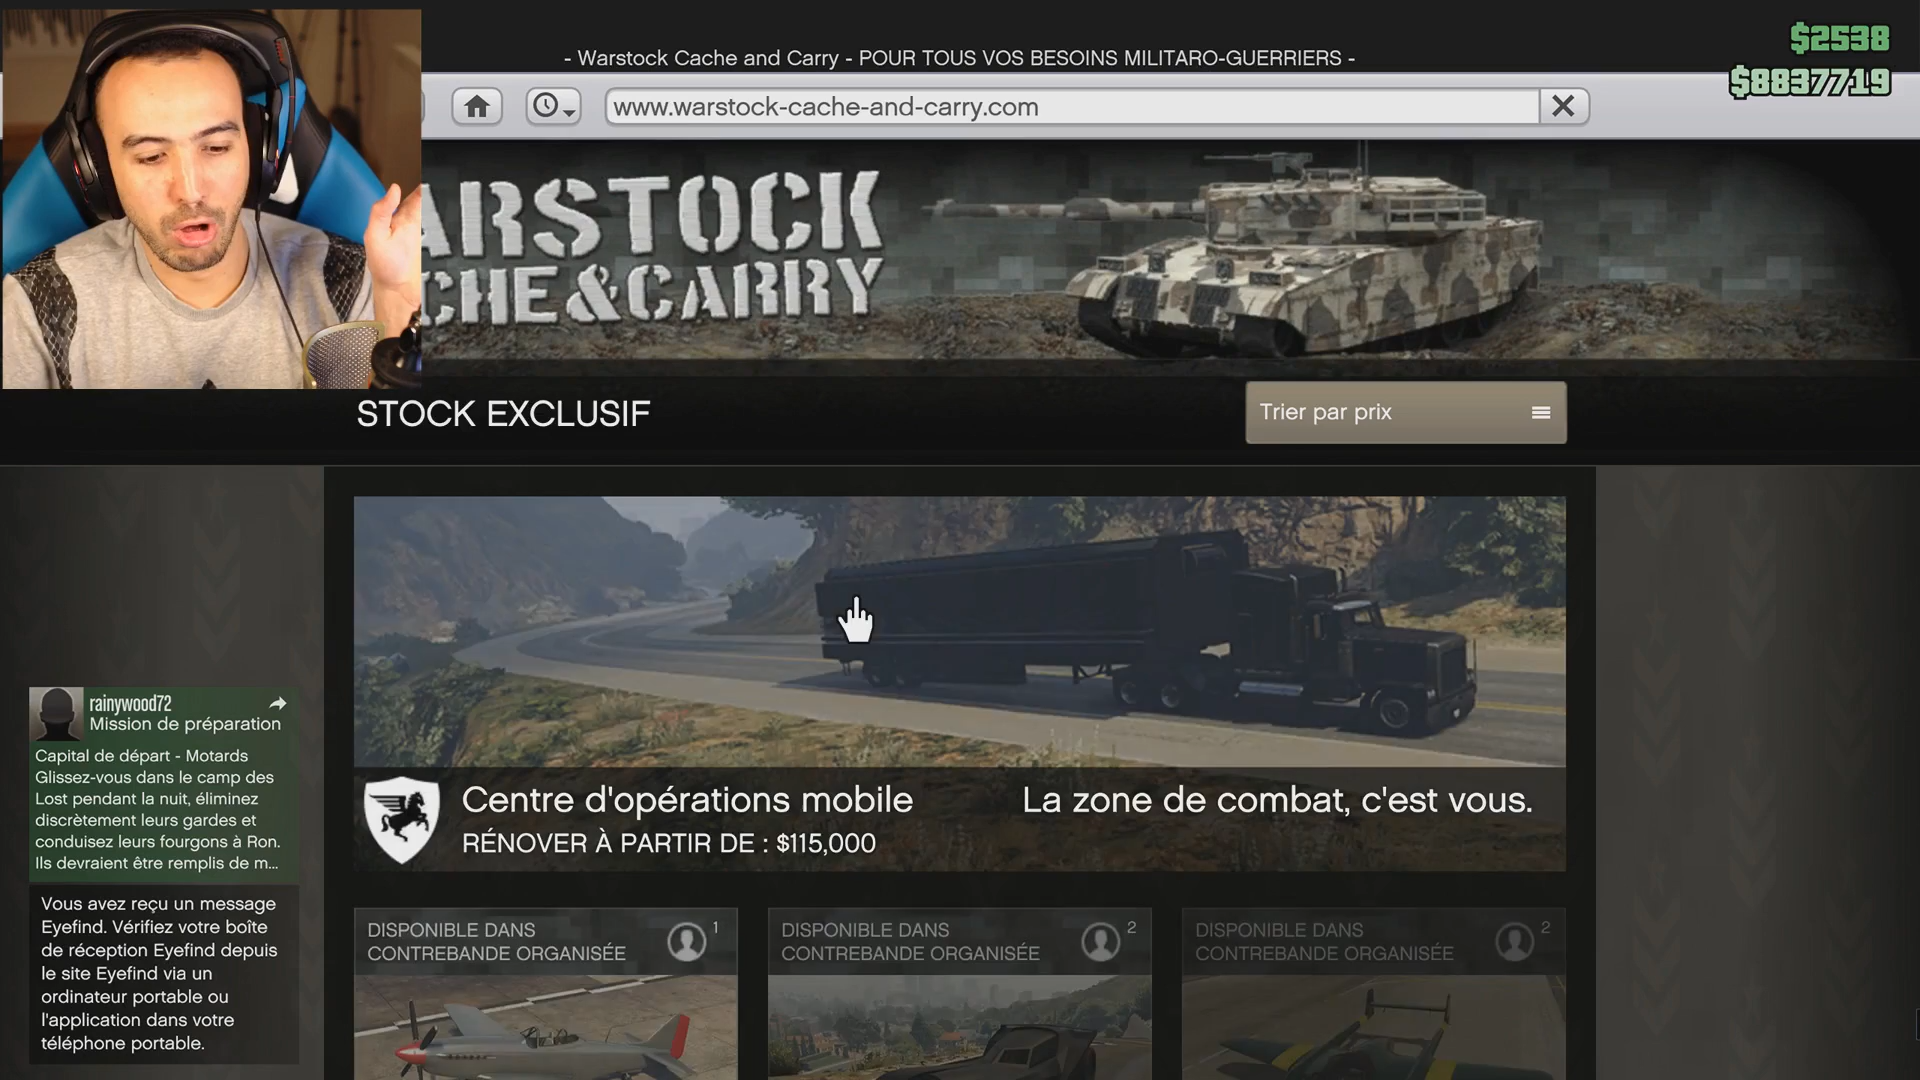 - Warstock Cache and Carry - POUR TOUS VOS BESOINS MILITARO-GUERRIERS -
$2538
$8837719
www.warstock-cache-and-carry.com
ARSTOCK
CHE&CARRY
STOCK EXCLUSIF
Trier par prix
Centre d'opérations mobile
RÉNOVER À PARTIR DE : $115,000
La zone de combat, c'est vous.
rainywood72
Mission de préparation
Capital de départ - Motards
Glissez-vous dans le camp des
Lost pendant la nuit, éliminez
discrètement leurs gardes et
conduisez leurs fourgons à Ron.
Ils devraient être remplis de m...
Vous avez reçu un message
Eyefind. Vérifiez votre boîte
de réception Eyefind depuis
le site Eyefind via un
ordinateur portable ou
l'application dans votre
téléphone portable.
DISPONIBLE DANS
CONTREBANDE ORGANISÉE
1
DISPONIBLE DANS
CONTREBANDE ORGANISÉE
2
DISPONIBLE DANS
CONTREBANDE ORGANISÉE
2